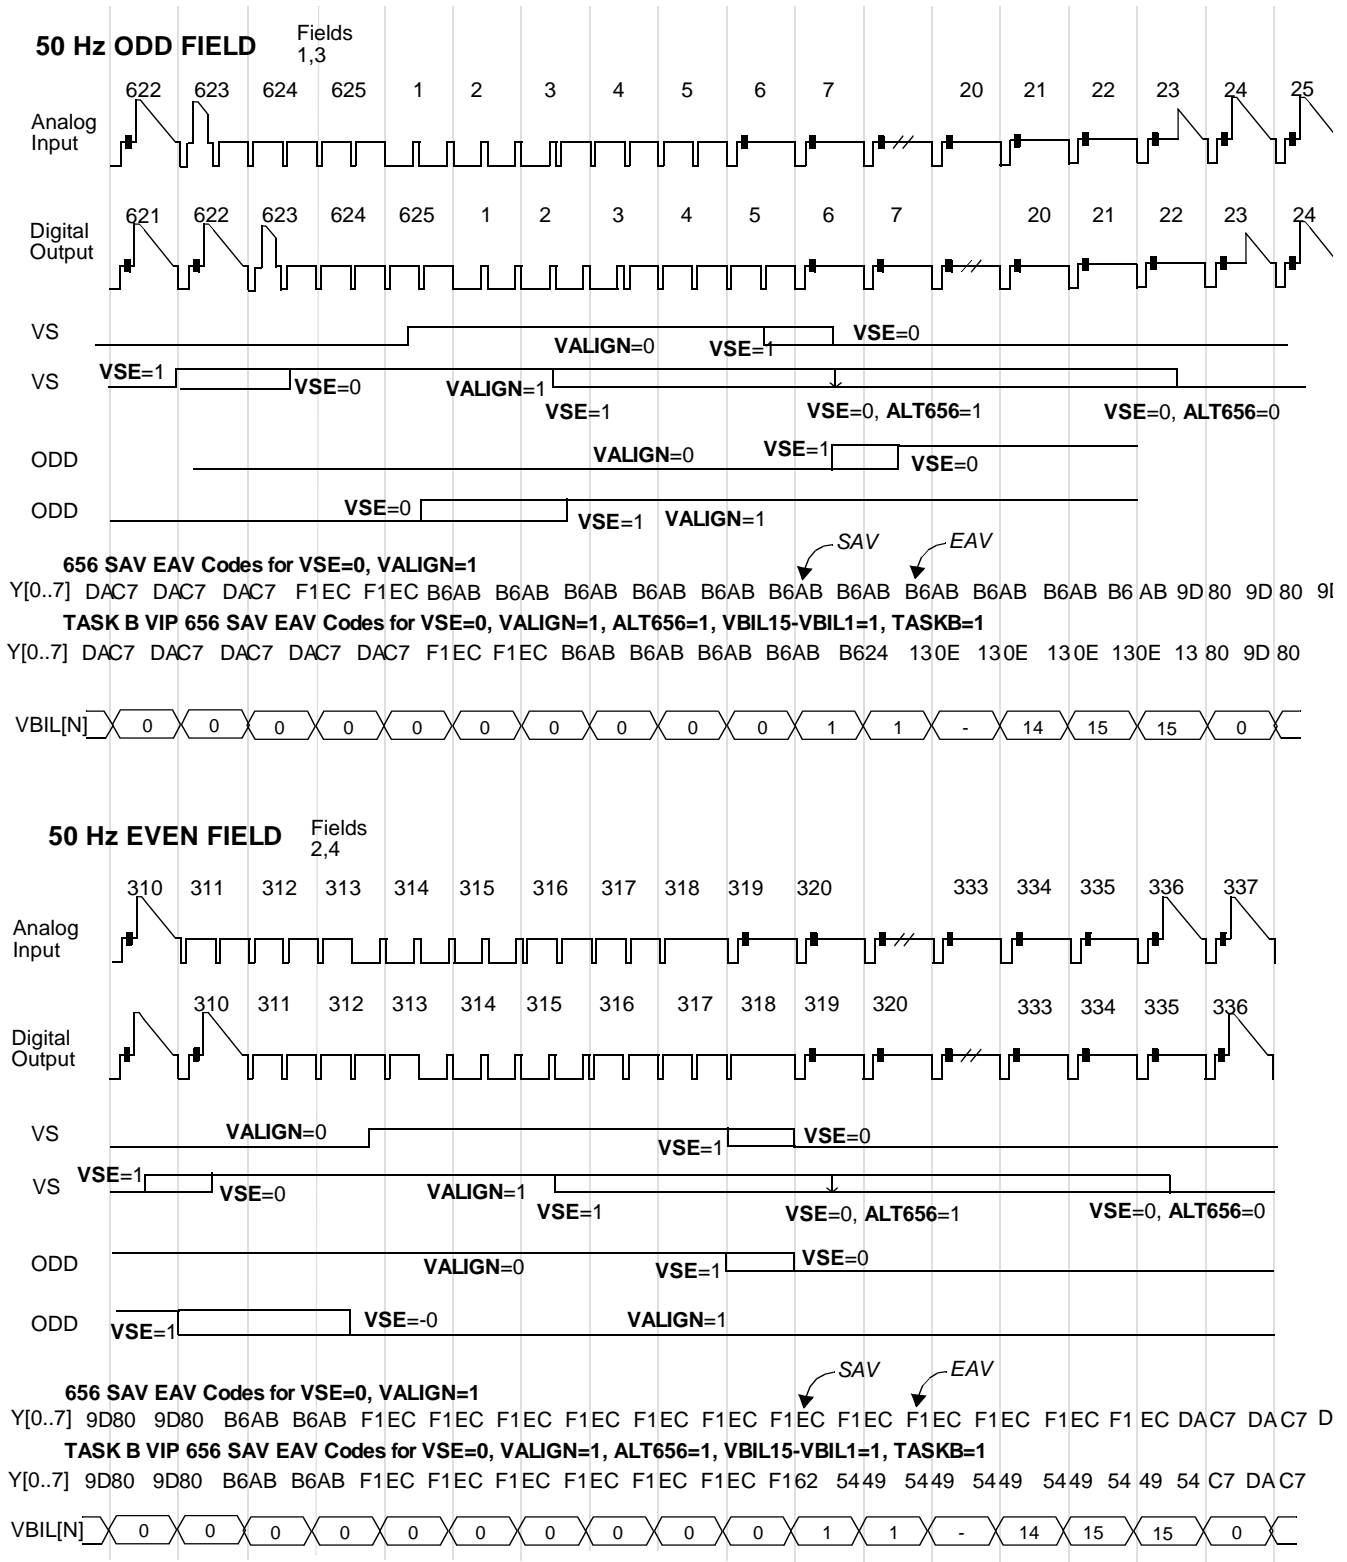 50 Hz ODD FIELD Fields 1,3
622 623 624 625 1 2 3 4 5 6 7 20 21 22 23 24 25
Analog Input
621 622 623 624 625 1 2 3 4 5 6 7 20 21 22 23 24
Digital Output
VS VALIGN=0 VSE=1 VSE=0
VS VSE=1 VSE=0 VALIGN=1 VSE=1 VSE=0, ALT656=1 VSE=0, ALT656=0
ODD VALIGN=0 VSE=1 VSE=0
ODD VSE=0 VSE=1 VALIGN=1
SAV EAV
656 SAV EAV Codes for VSE=0, VALIGN=1
Y[0..7] DAC7 DAC7 DAC7 F1EC F1EC B6AB B6AB B6AB B6AB B6AB B6AB B6AB B6AB B6AB B6AB B6 AB 9D 80 9D 80 9D
TASK B VIP 656 SAV EAV Codes for VSE=0, VALIGN=1, ALT656=1, VBIL15-VBIL1=1, TASKB=1
Y[0..7] DAC7 DAC7 DAC7 DAC7 DAC7 F1EC F1EC B6AB B6AB B6AB B6AB B624 130E 130E 130E 130E 13 80 9D 80
VBIL[N] 0 0 0 0 0 0 0 0 0 0 1 1 - 14 15 15 0
50 Hz EVEN FIELD Fields 2,4
310 311 312 313 314 315 316 317 318 319 320 333 334 335 336 337
Analog Input
310 311 312 313 314 315 316 317 318 319 320 333 334 335 336
Digital Output
VS VALIGN=0 VSE=1 VSE=0
VS VSE=1 VSE=0 VALIGN=1 VSE=1 VSE=0, ALT656=1 VSE=0, ALT656=0
ODD VALIGN=0 VSE=1 VSE=0
ODD VSE=1 VSE=-0 VALIGN=1
SAV EAV
656 SAV EAV Codes for VSE=0, VALIGN=1
Y[0..7] 9D80 9D80 B6AB B6AB F1EC F1EC F1EC F1EC F1EC F1EC F1EC F1EC F1EC F1EC F1EC F1 EC DAC7 DAC7 D
TASK B VIP 656 SAV EAV Codes for VSE=0, VALIGN=1, ALT656=1, VBIL15-VBIL1=1, TASKB=1
Y[0..7] 9D80 9D80 B6AB B6AB F1EC F1EC F1EC F1EC F1EC F1EC F162 5449 5449 5449 5449 54 49 54 C7 DAC7
VBIL[N] 0 0 0 0 0 0 0 0 0 0 1 1 - 14 15 15 0